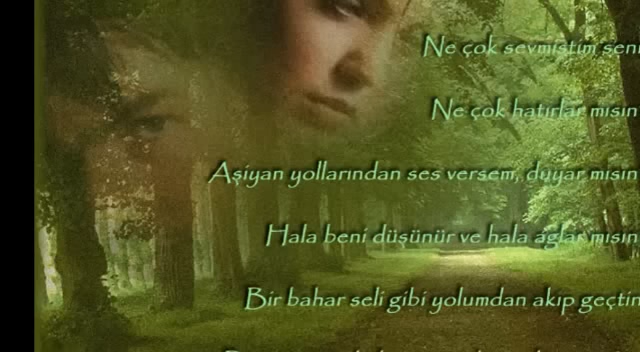 Ne çok sevmiştim seni
Ne çok hatırlar mısın
Aşiyan yollarından ses versem, duyar mısın
Hala beni düşünür ve hala ağlar mısın
Bir bahar seli gibi yolumdan akıp geçtin